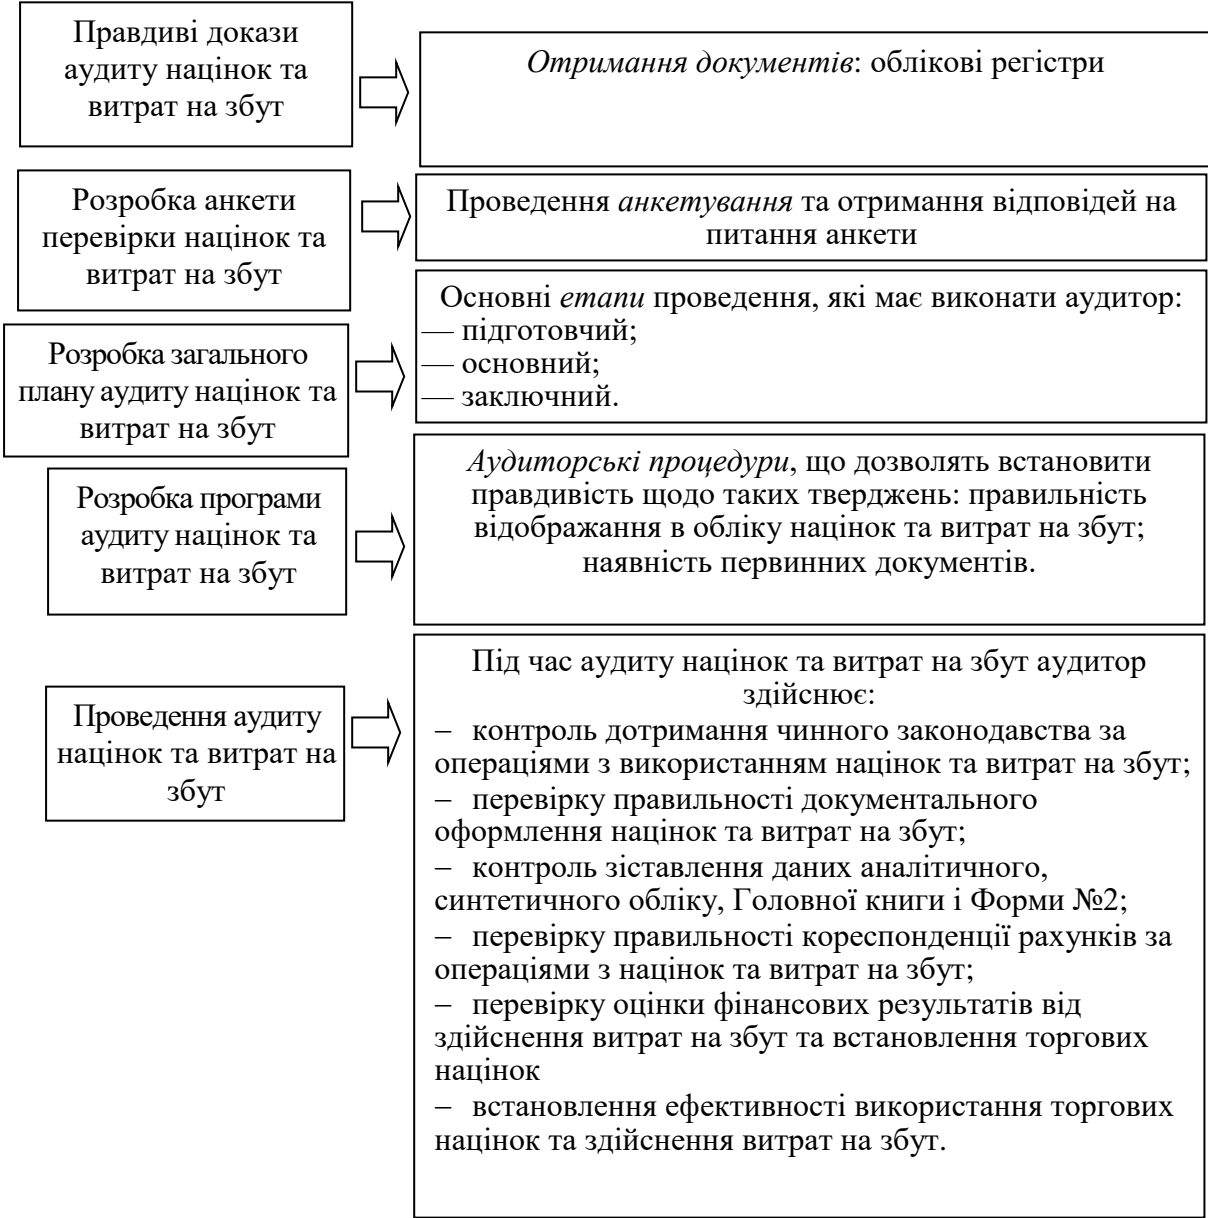 Правдиві докази
аудиту націнок та
витрат на збут
Отримання документів: облікові регістри
Розробка анкети
перевірки націнок та
витрат на збут
Проведення анкетування та отримання відповідей на
питання анкети
Розробка загального
плану аудиту націнок та
витрат на збут
Основні етапи проведення, які має виконати аудитор:
— підготовчий;
— основний;
— заключний.
Розробка програми
аудиту націнок та
витрат на збут
Аудиторські процедури, що дозволять встановити
правдивість щодо таких тверджень: правильність
відображання в обліку націнок та витрат на збут;
наявність первинних документів.
Проведення аудиту
націнок та витрат на
збут
Під час аудиту націнок та витрат на збут аудитор
здійснює:
– контроль дотримання чинного законодавства за
операціями з використанням націнок та витрат на збут;
– перевірку правильності документального
оформлення націнок та витрат на збут;
– контроль зіставлення даних аналітичного,
синтетичного обліку, Головної книги і Форми №2;
– перевірку правильності кореспонденції рахунків за
операціями з націнок та витрат на збут;
– перевірку оцінки фінансових результатів від
здійснення витрат на збут та встановлення торгових
націнок
– встановлення ефективності використання торгових
націнок та здійснення витрат на збут.